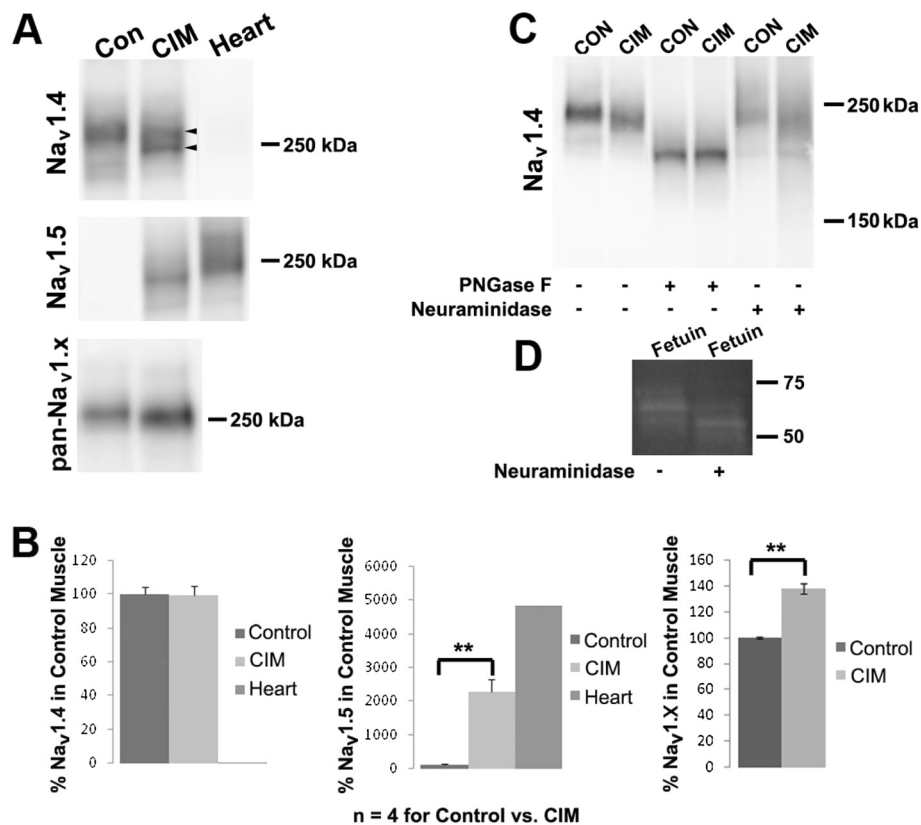 A
Con CIM Heart
Nav1.4
250 kDa
Nav1.5
250 kDa
pan-Nav1.x
250 kDa
C
CON CIM CON CIM CON CIM
Nav1.4
250 kDa
150 kDa
PNGase F - - + + - -
Neuraminidase - - - - + +
D
Fetuin Fetuin
75
50
Neuraminidase - +
B
% Nav1.4 in Control Muscle
120
100
80
60
40
20
0
Control
CIM
Heart
% Nav1.5 in Control Muscle
6000
5000
4000
3000
2000
1000
0
**
Control
CIM
Heart
% Nav1.X in Control Muscle
160
140
120
100
80
60
40
20
0
**
Control
CIM
n = 4 for Control vs. CIM